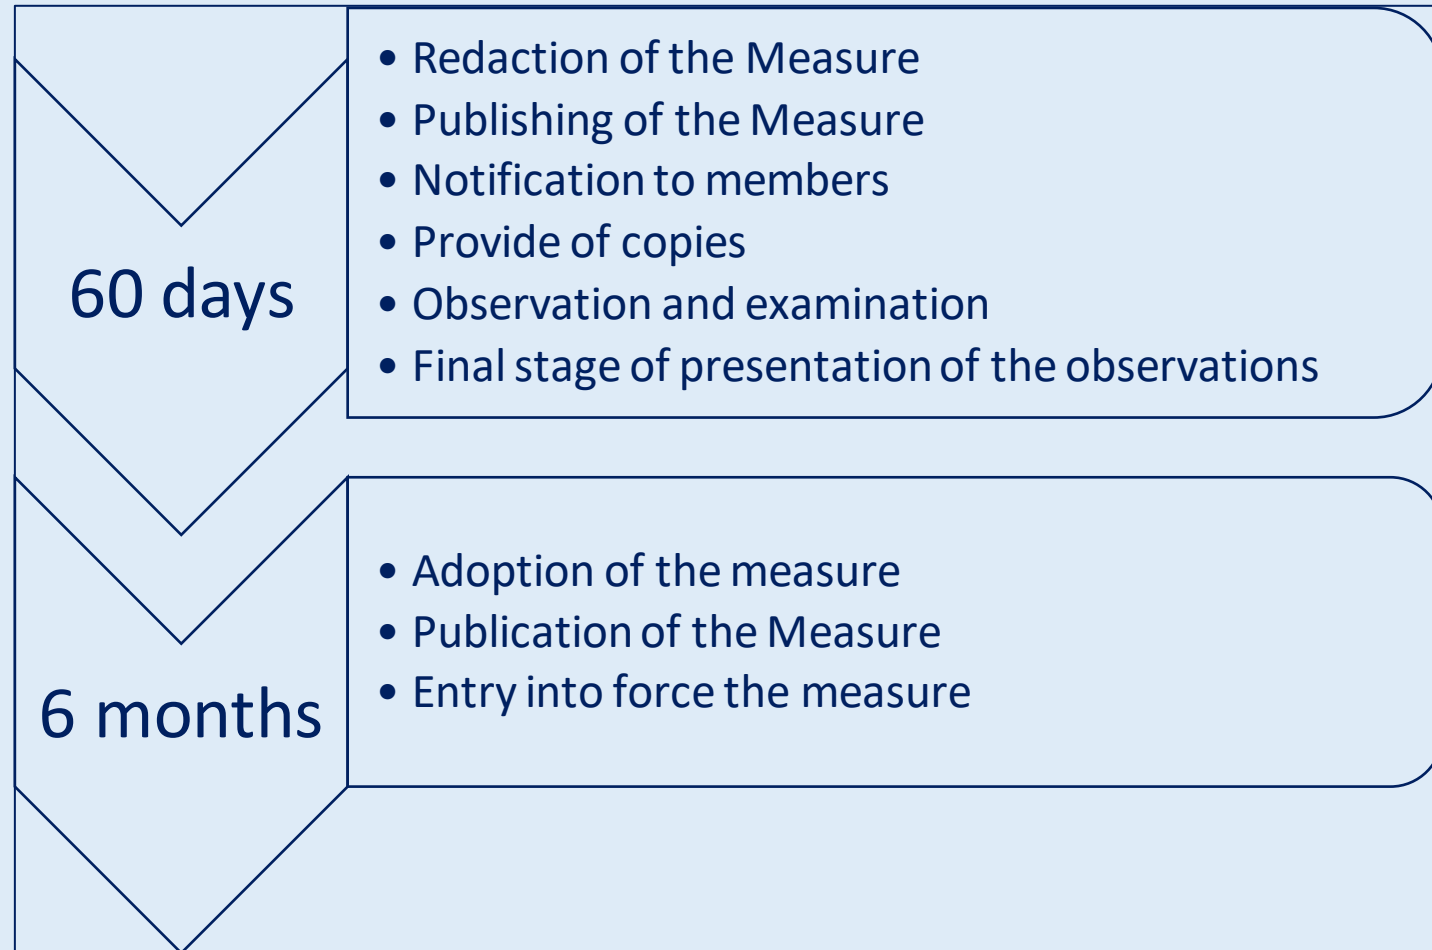 60 days
• Redaction of the Measure
• Publishing of the Measure
• Notification to members
• Provide of copies
• Observation and examination
• Final stage of presentation of the observations
6 months
• Adoption of the measure
• Publication of the Measure
• Entry into force the measure